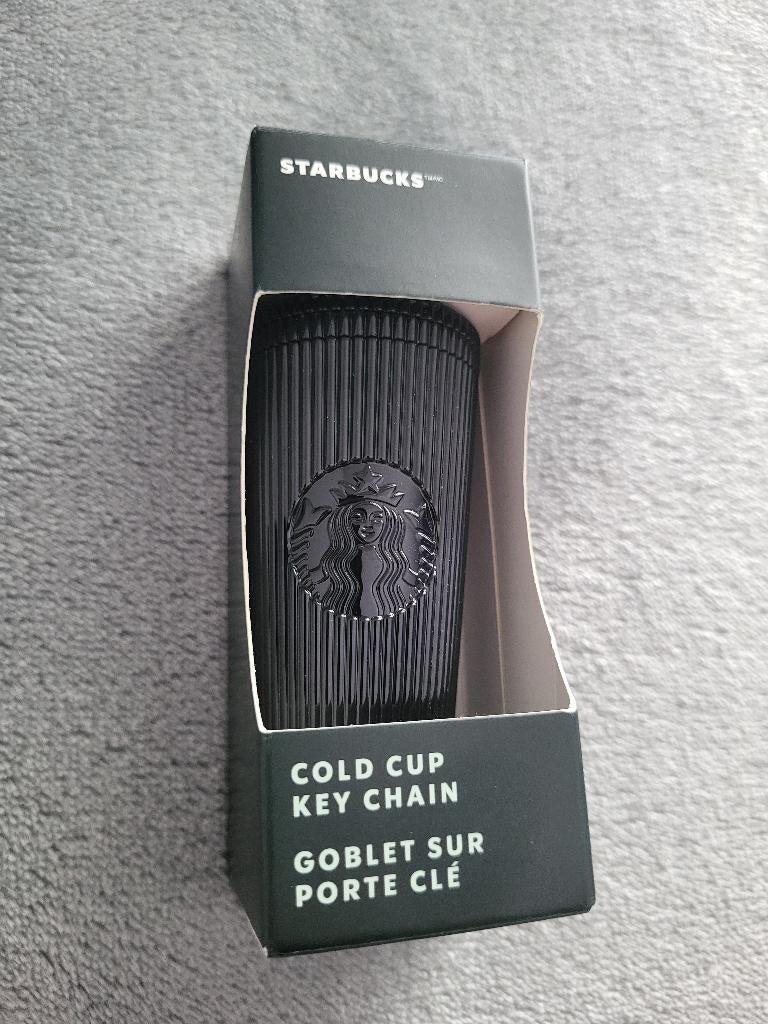 STARBUCKS
COLD CUP
KEY CHAIN
GOBLET SUR
PORTE CLÉ